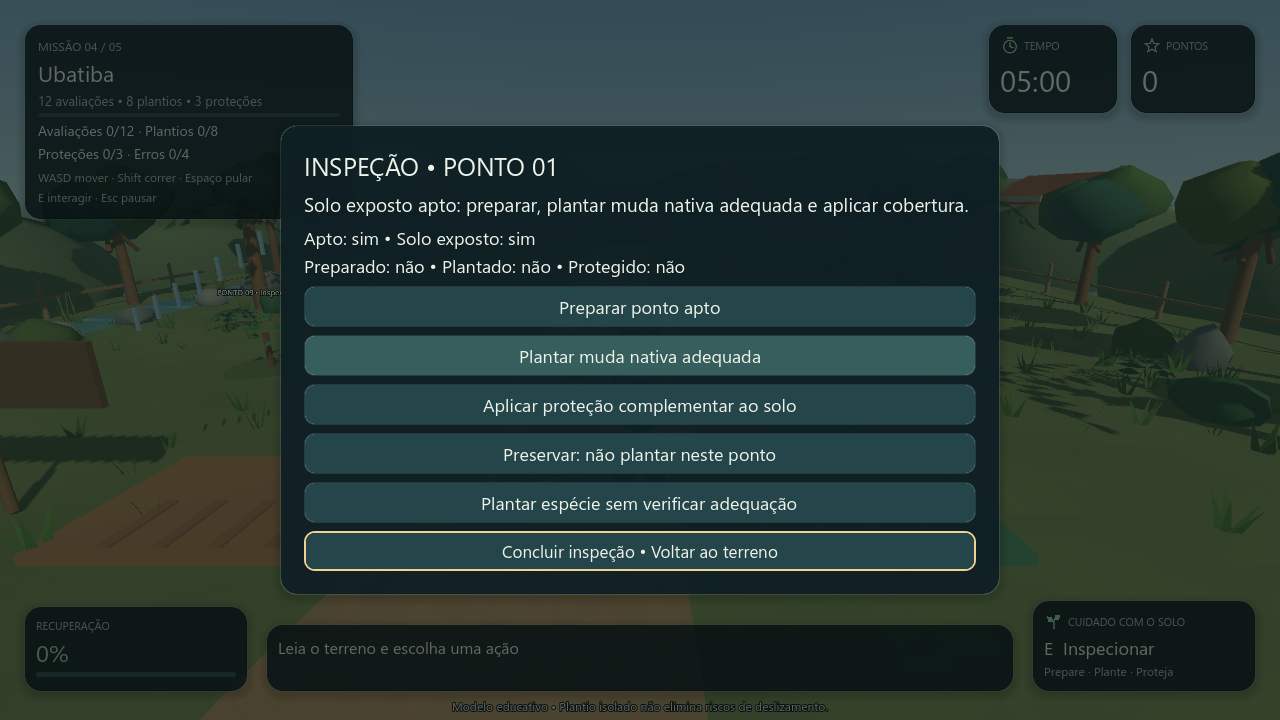 MISSÃO 04 / 05
Ubatiba
12 avaliações • 8 plantios • 3 proteções
Avaliações 0/12 · Plantios 0/8
Proteções 0/3 · Erros 0/4
WASD mover · Shift correr · Espaço pular
E interagir · Esc pausar
TEMPO
05:00
PONTOS
0
PONTO 09 •
INSPEÇÃO • PONTO 01
Solo exposto apto: preparar, plantar muda nativa adequada e aplicar cobertura.
Apto: sim • Solo exposto: sim
Preparado: não • Plantado: não • Protegido: não
Preparar ponto apto
Plantar muda nativa adequada
Aplicar proteção complementar ao solo
Preservar: não plantar neste ponto
Plantar espécie sem verificar adequação
Concluir inspeção • Voltar ao terreno
RECUPERAÇÃO
0%
Leia o terreno e escolha uma ação
CUIDADO COM O SOLO
E Inspecionar
Prepare · Plante · Proteja
Modelo educativo • Plantio isolado não elimina riscos de deslizamento.